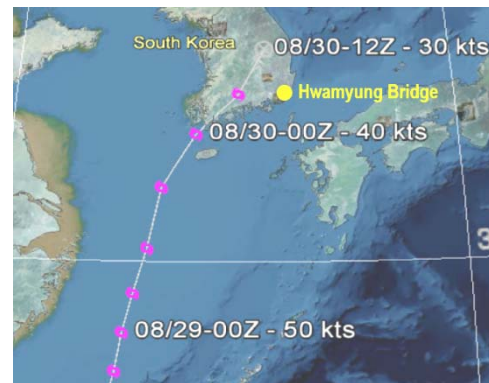 South Korea
08/30-12Z - 30 kts
Hwamyung Bridge
08/30-00Z - 40 kts
3
08/29-00Z - 50 kts